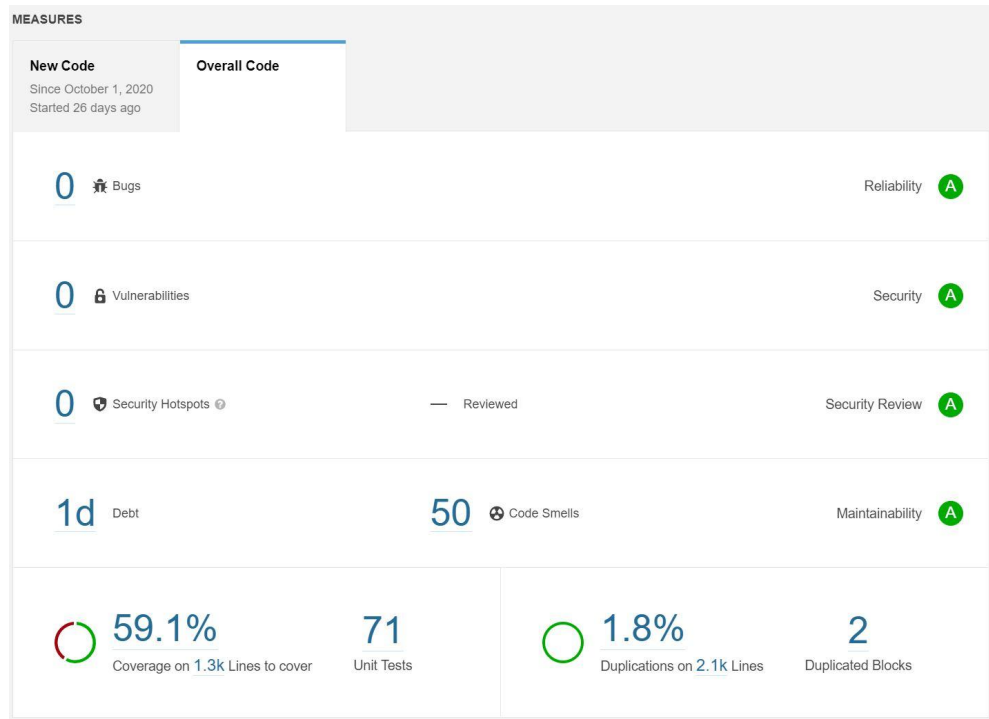 MEASURES
New Code
Overall Code
Since October 1, 2020
Started 26 days ago
0 Bugs Reliability A
0 Vulnerabilities Security A
0 Security Hotspots ? — Reviewed Security Review A
1d Debt 50 Code Smells Maintainability A
59.1% 71 1.8% 2
Coverage on 1.3k Lines to cover Unit Tests Duplications on 2.1k Lines Duplicated Blocks